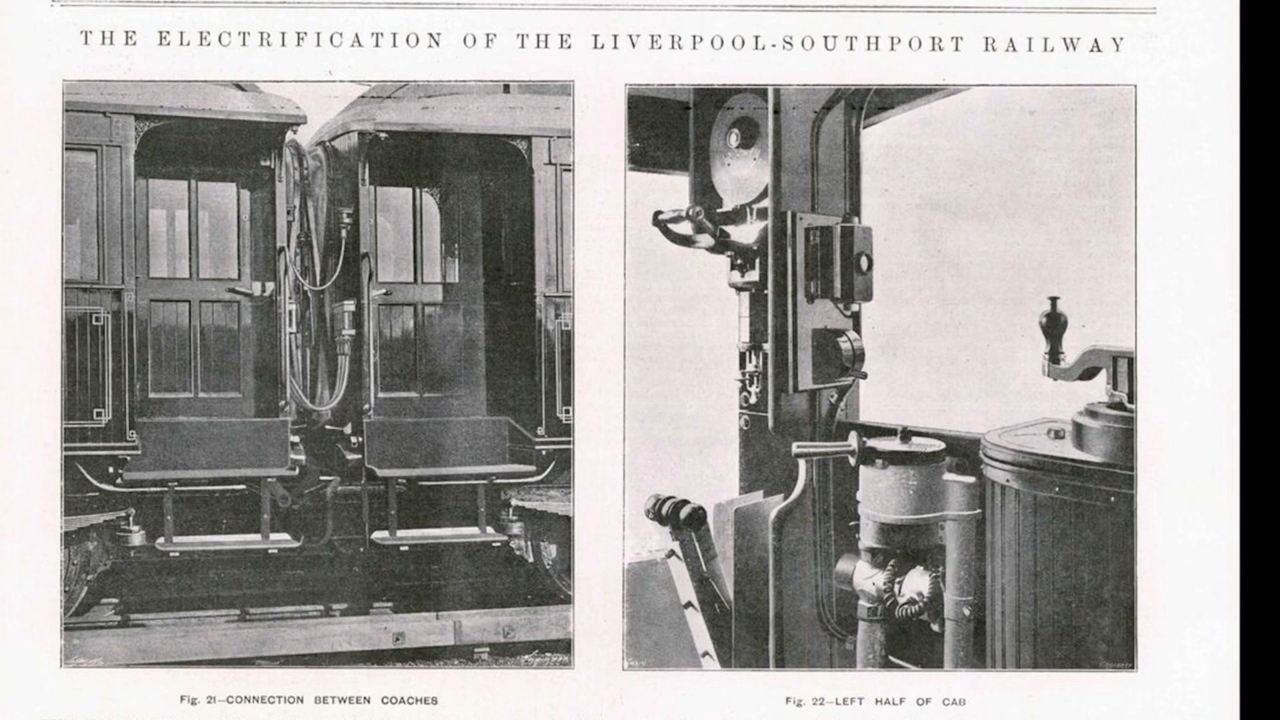 THE ELECTRIFICATION OF THE LIVERPOOL-SOUTHPORT RAILWAY
Fig. 21—CONNECTION BETWEEN COACHES
Fig. 22—LEFT HALF OF CAB